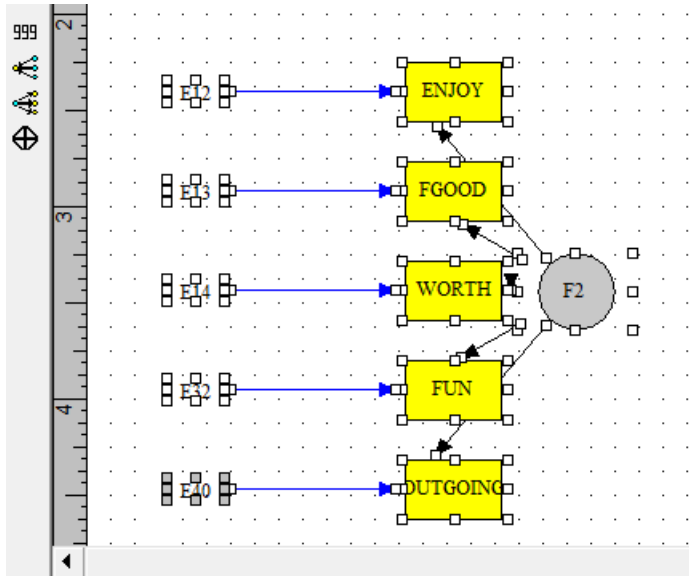 999
2
E12
ENJOY
E13
FGOOD
3
E14
WORTH
F2
E32
FUN
4
E40
OUTGOING